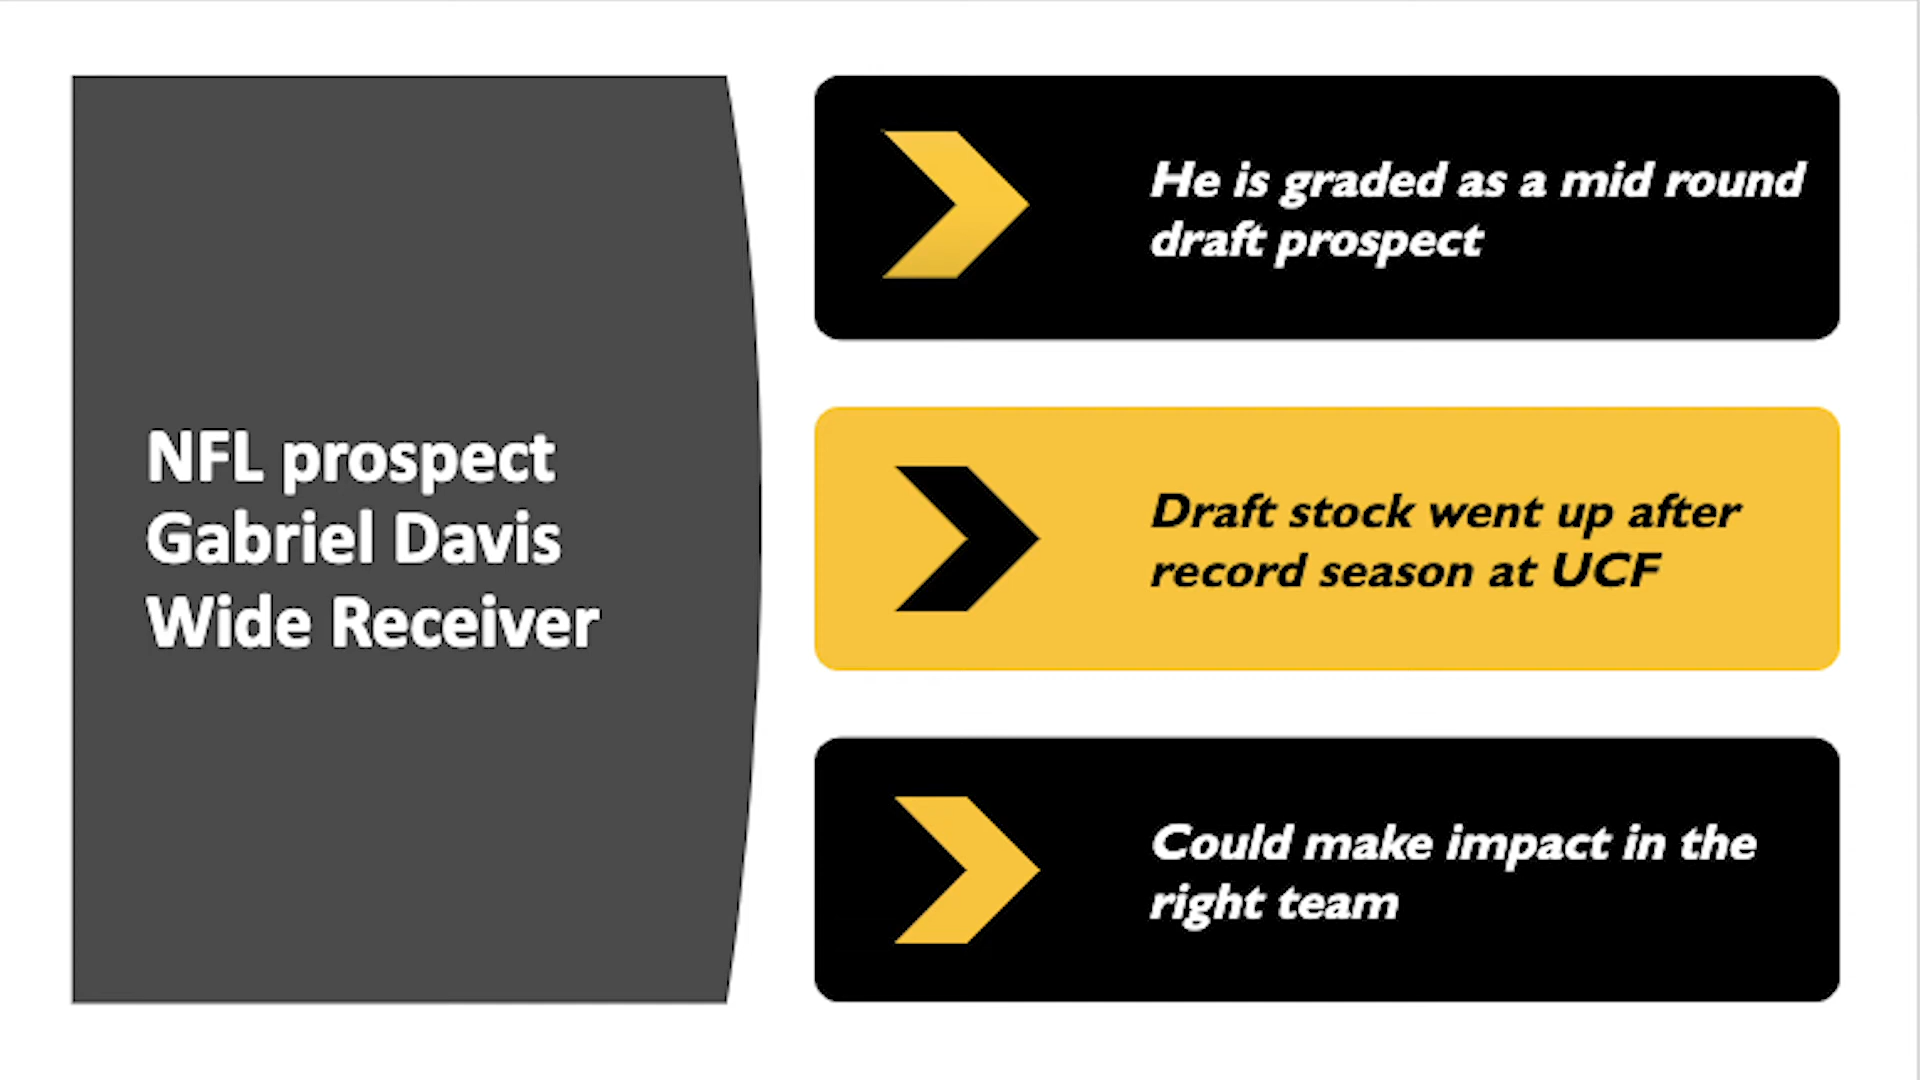 NFL prospect
Gabriel Davis
Wide Receiver
He is graded as a mid round
draft prospect
Draft stock went up after
record season at UCF
Could make impact in the
right team